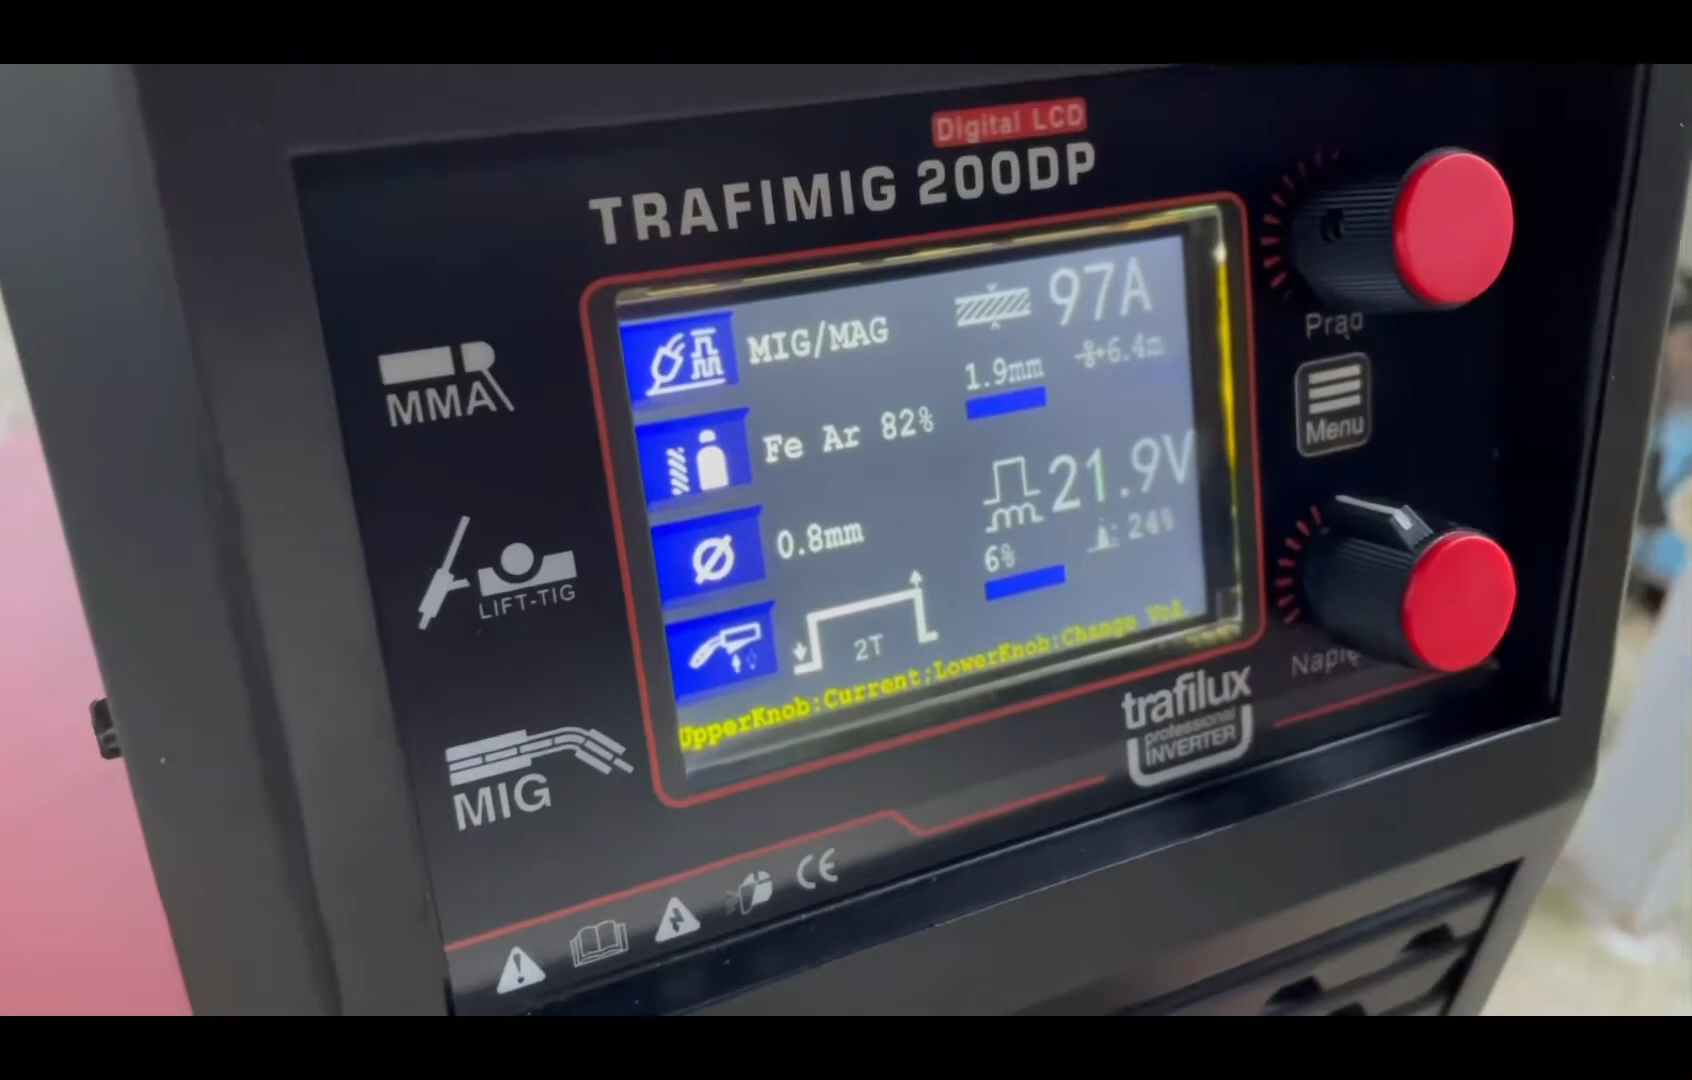 Digital LCD
TRAFIMIG 200DP
MMA
LIFT-TIG
MIG
MIG/MAG
Fe Ar 82%
0.8mm
2T
97A
1.9mm
6.4m
21.9V
6% 24%
UpperKnob:Current;LowerKnob:Change Vol.
Prąd
Menu
Napię
trafilux
professional
INVERTER
CE